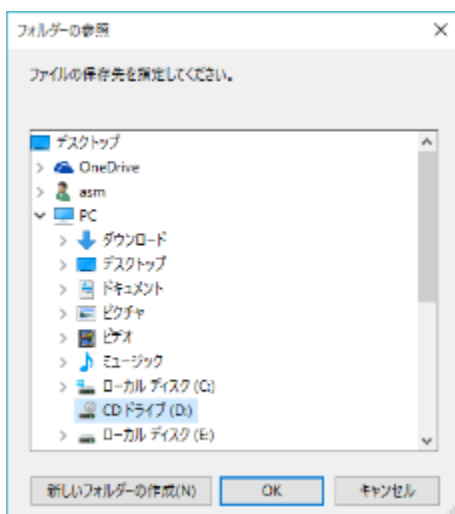 フォルダーの参照
ファイルの保存先を指定してください。
デスクトップ
OneDrive
asm
PC
ダウンロード
デスクトップ
ドキュメント
ピクチャ
ビデオ
ミュージック
ローカル ディスク (C:)
CD ドライブ (D:)
ローカル ディスク (E:)
新しいフォルダーの作成(N) OK キャンセル